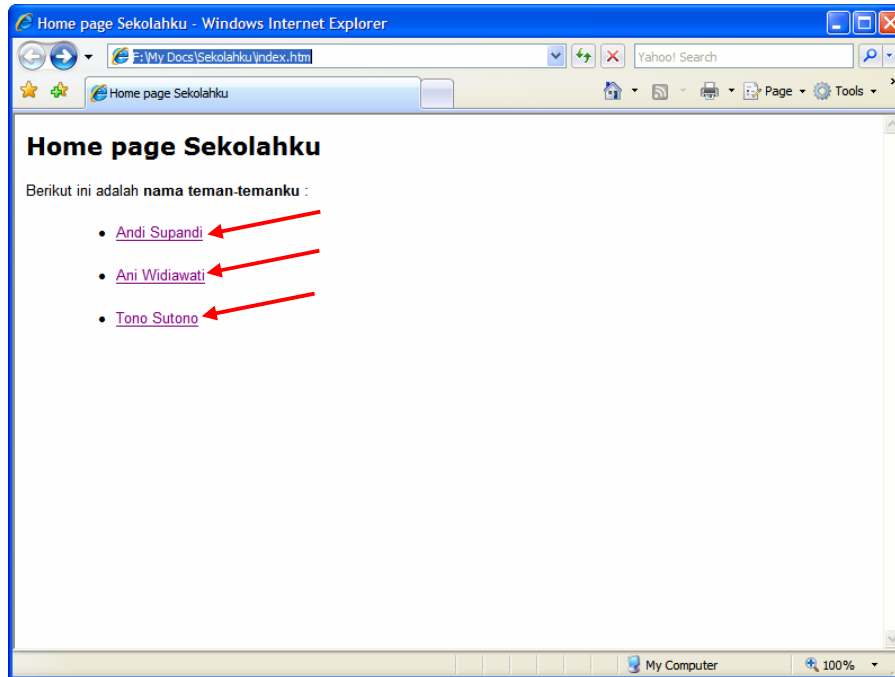 Home page Sekolahku - Windows Internet Explorer
F:\My Docs\Sekolahku\index.htm
Yahoo! Search
Home page Sekolahku
Page
Tools
Home page Sekolahku
Berikut ini adalah nama teman-temanku :
• Andi Supandi
• Ani Widiawati
• Tono Sutono
My Computer
100%